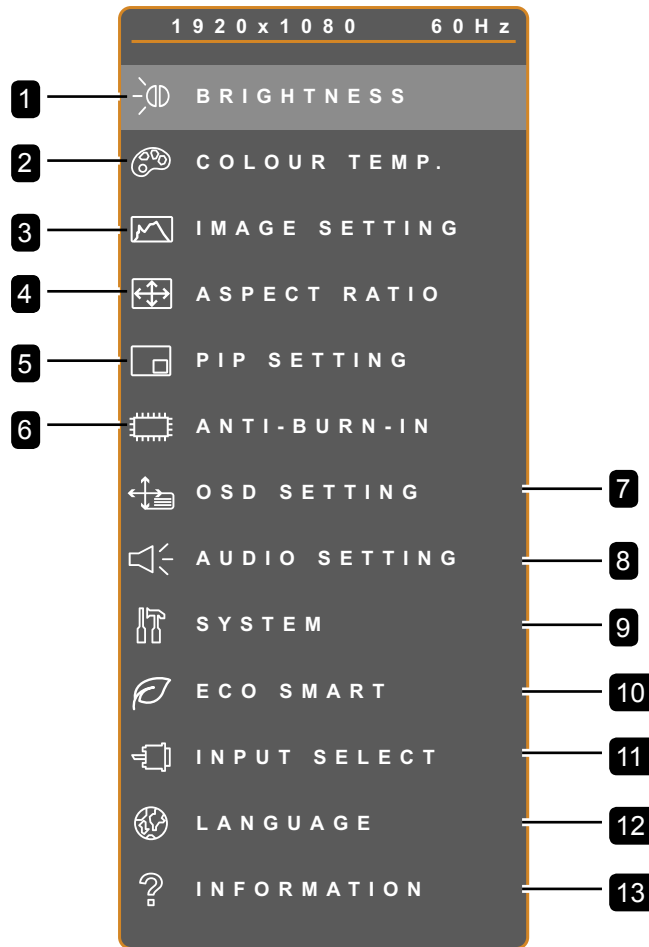 1920x1080 60Hz
1 BRIGHTNESS
2 COLOUR TEMP.
3 IMAGE SETTING
4 ASPECT RATIO
5 PIP SETTING
6 ANTI-BURN-IN
OSD SETTING 7
AUDIO SETTING 8
SYSTEM 9
ECO SMART 10
INPUT SELECT 11
LANGUAGE 12
INFORMATION 13